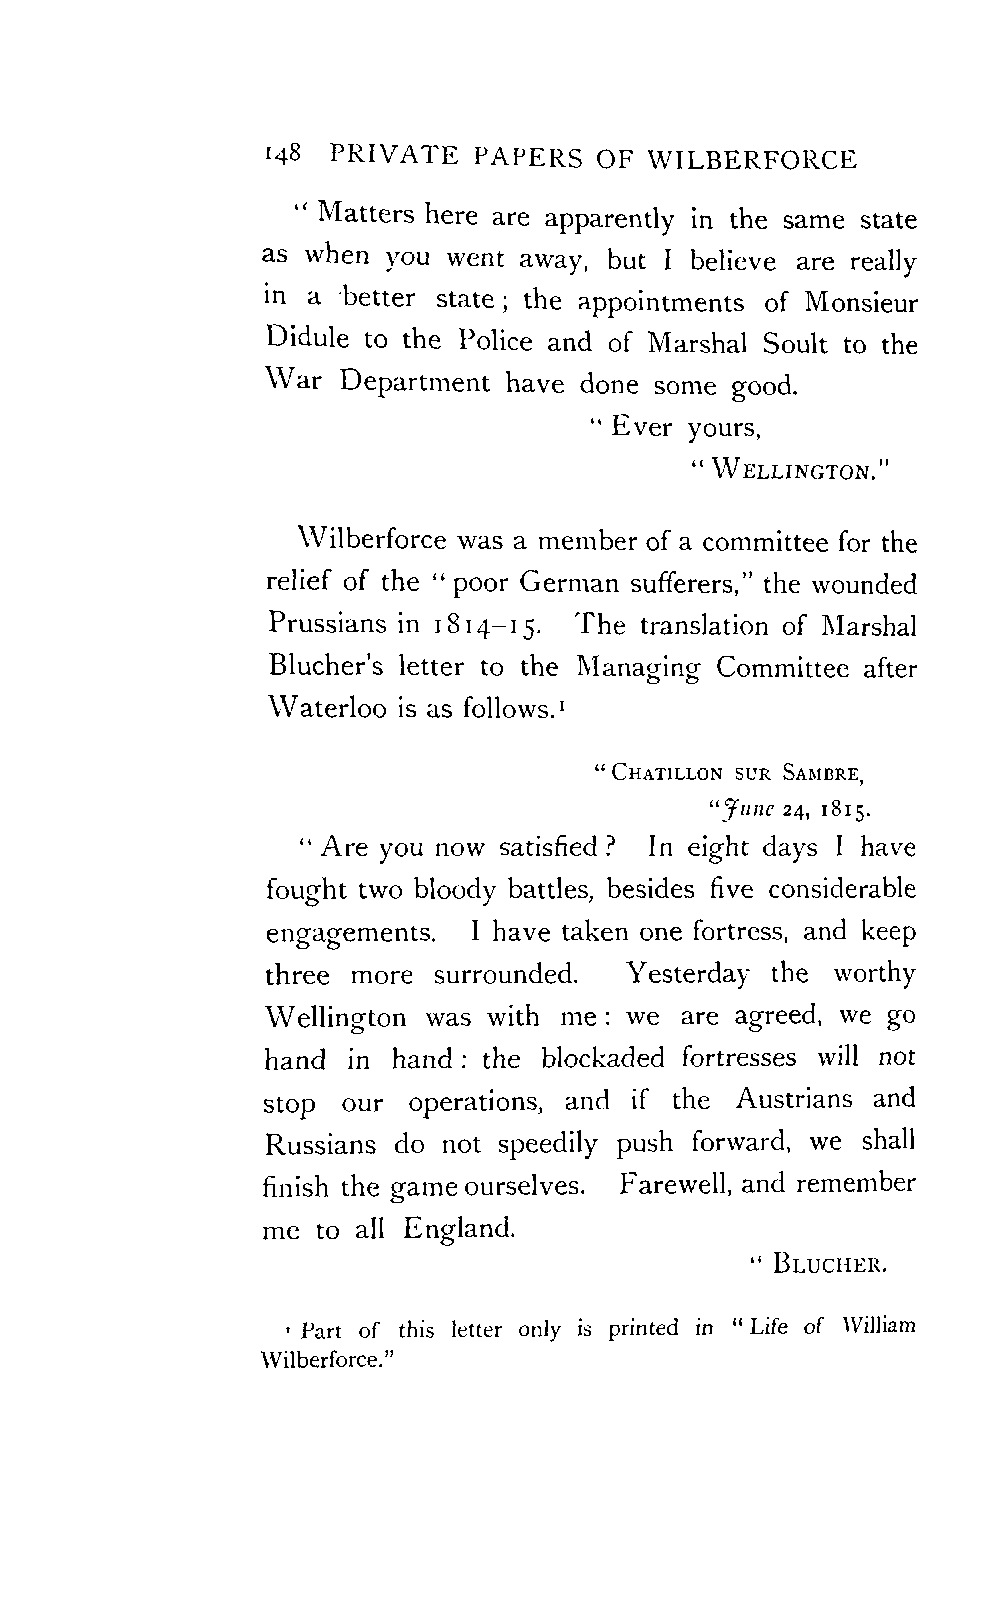 148 PRIVATE PAPERS OF WILBERFORCE
“ Matters here are apparently in the same state
as when you went away, but I believe are really
in a better state ; the appointments of Monsieur
Didule to the Police and of Marshal Soult to the
War Department have done some good.
“ Ever yours,
“ WELLINGTON.”
Wilberforce was a member of a committee for the
relief of the “ poor German sufferers,” the wounded
Prussians in 1814–15. The translation of Marshal
Blucher’s letter to the Managing Committee after
Waterloo is as follows.¹
“ CHATILLON SUR SAMBRE,
“ June 24, 1815.
“ Are you now satisfied ? In eight days I have
fought two bloody battles, besides five considerable
engagements. I have taken one fortress, and keep
three more surrounded. Yesterday the worthy
Wellington was with me : we are agreed, we go
hand in hand : the blockaded fortresses will not
stop our operations, and if the Austrians and
Russians do not speedily push forward, we shall
finish the game ourselves. Farewell, and remember
me to all England.
“ BLUCHER.
¹ Part of this letter only is printed in “ Life of William
Wilberforce.”